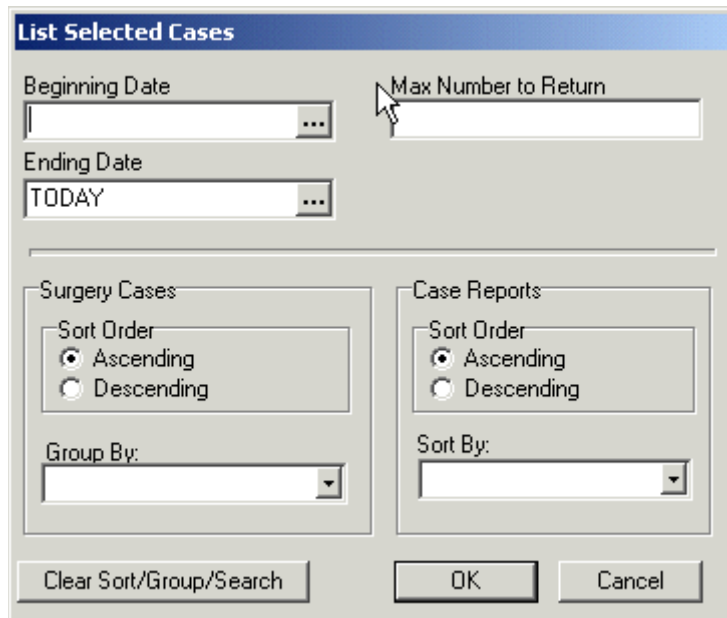 List Selected Cases
Beginning Date
Max Number to Return
...
Ending Date
TODAY
...
Surgery Cases
Sort Order
Ascending
Descending
Group By:
Case Reports
Sort Order
Ascending
Descending
Sort By:
Clear Sort/Group/Search
OK
Cancel